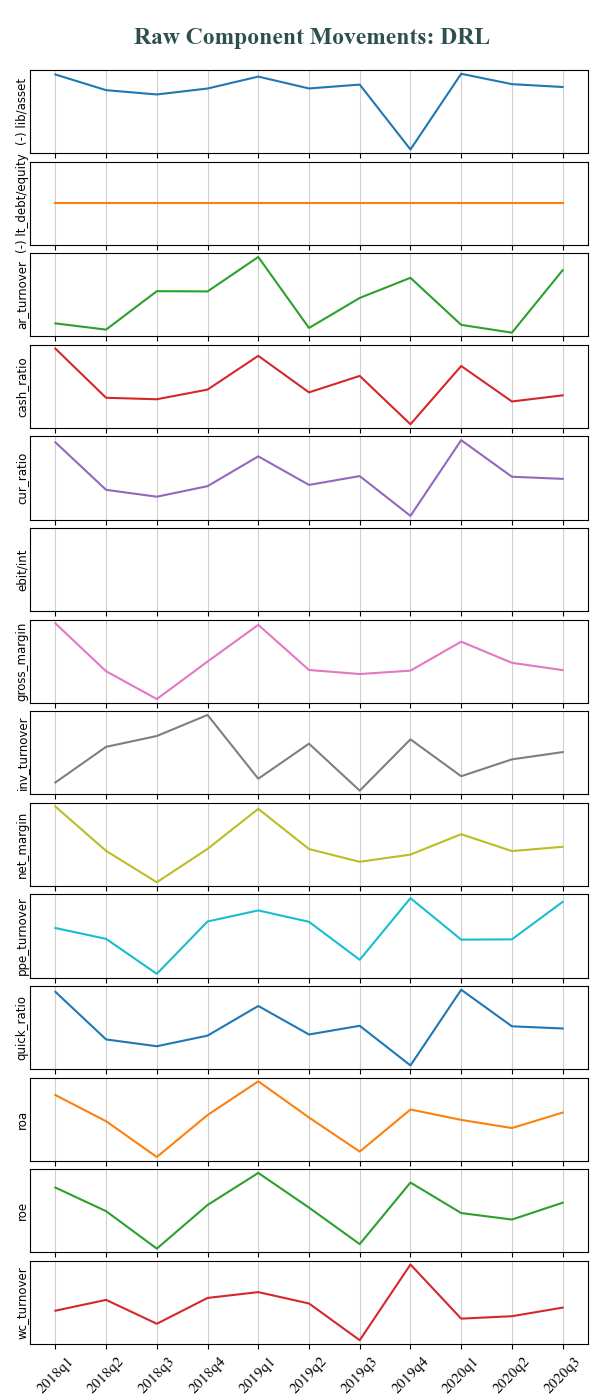 Raw Component Movements: DRL
(-) lib/asset
(-) lt_debt/equity
ar_turnover
cash_ratio
cur_ratio
ebit/int
gross_margin
inv_turnover
net_margin
ppe_turnover
quick_ratio
roa
roe
wc_turnover
2018q1
2018q2
2018q3
2018q4
2019q1
2019q2
2019q3
2019q4
2020q1
2020q2
2020q3